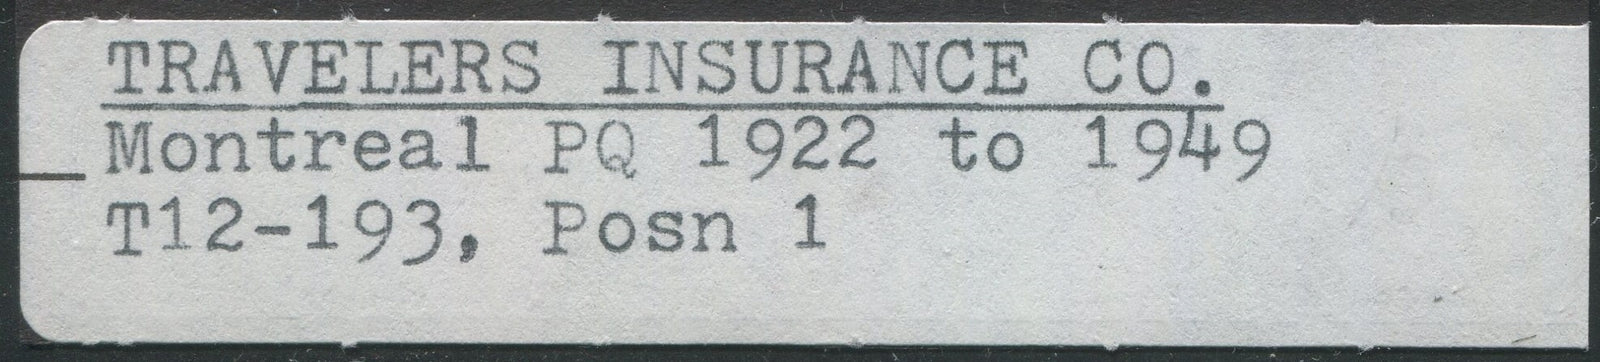 TRAVELERS INSURANCE CO.
Montreal PQ 1922 to 1949
T12-193, Posn 1